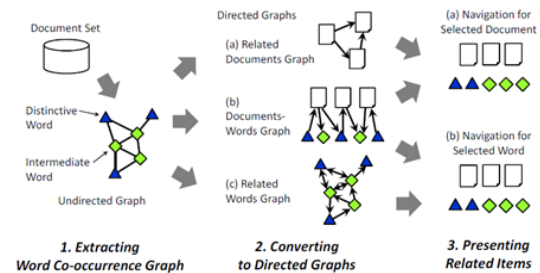 Document Set
Distinctive
Word
Intermediate
Word
Undirected Graph
1. Extracting
Word Co-occurrence Graph
Directed Graphs
(a) Related
Documents Graph
(b)
Documents-
Words Graph
(c) Related
Words Graph
2. Converting
to Directed Graphs
(a) Navigation for
Selected Document
(b) Navigation for
Selected Word
3. Presenting
Related Items